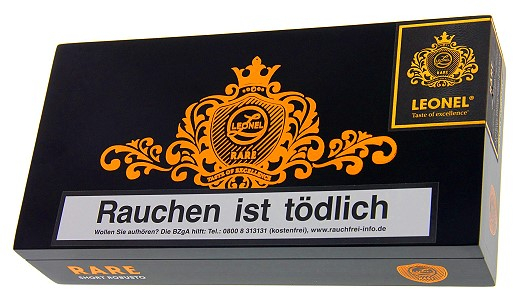 LEONEL
RARE
TASTE OF EXCELLENCE
RARE
LEONEL®
Taste of excellence
Rauchen ist tödlich
Wollen Sie aufhören? Die BZgA hilft: Tel.: 0800 8 313131 (kostenfrei), www.rauchfrei-info.de
RARE
SHORT ROBUSTO